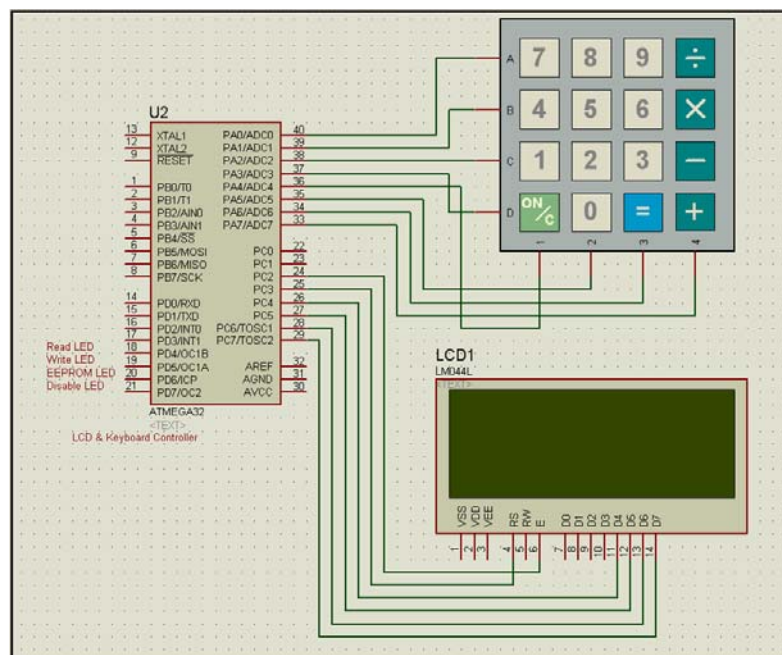 U2
13 XTAL1 PA0/ADC0 40
12 XTAL2 PA1/ADC1 39
9 RESET PA2/ADC2 38
PA3/ADC3 37
1 PB0/T0 PA4/ADC4 36
2 PB1/T1 PA5/ADC5 35
3 PB2/AIN0 PA6/ADC6 34
4 PB3/AIN1 PA7/ADC7 33
5 PB4/SS
6 PB5/MOSI PC0 22
7 PB6/MISO PC1 23
8 PB7/SCK PC2 24
PC3 25
14 PD0/RXD PC4 26
15 PD1/TXD PC5 27
16 PD2/INT0 PC6/TOSC1 28
17 PD3/INT1 PC7/TOSC2 29
Read LED 18 PD4/OC1B
Write LED 19 PD5/OC1A AREF 32
EEPROM LED 20 PD6/ICP AGND 31
Disable LED 21 PD7/OC2 AVCC 30
ATMEGA32
<TEXT>
LCD & Keyboard Controller
A 7 8 9 ÷
B 4 5 6 ×
C 1 2 3 −
D ON/C 0 = +
1 2 3 4
LCD1
LM044L
<TEXT>
VSS VDD VEE RS RW E D0 D1 D2 D3 D4 D5 D6 D7
1 2 3 4 5 6 7 8 9 10 11 12 13 14